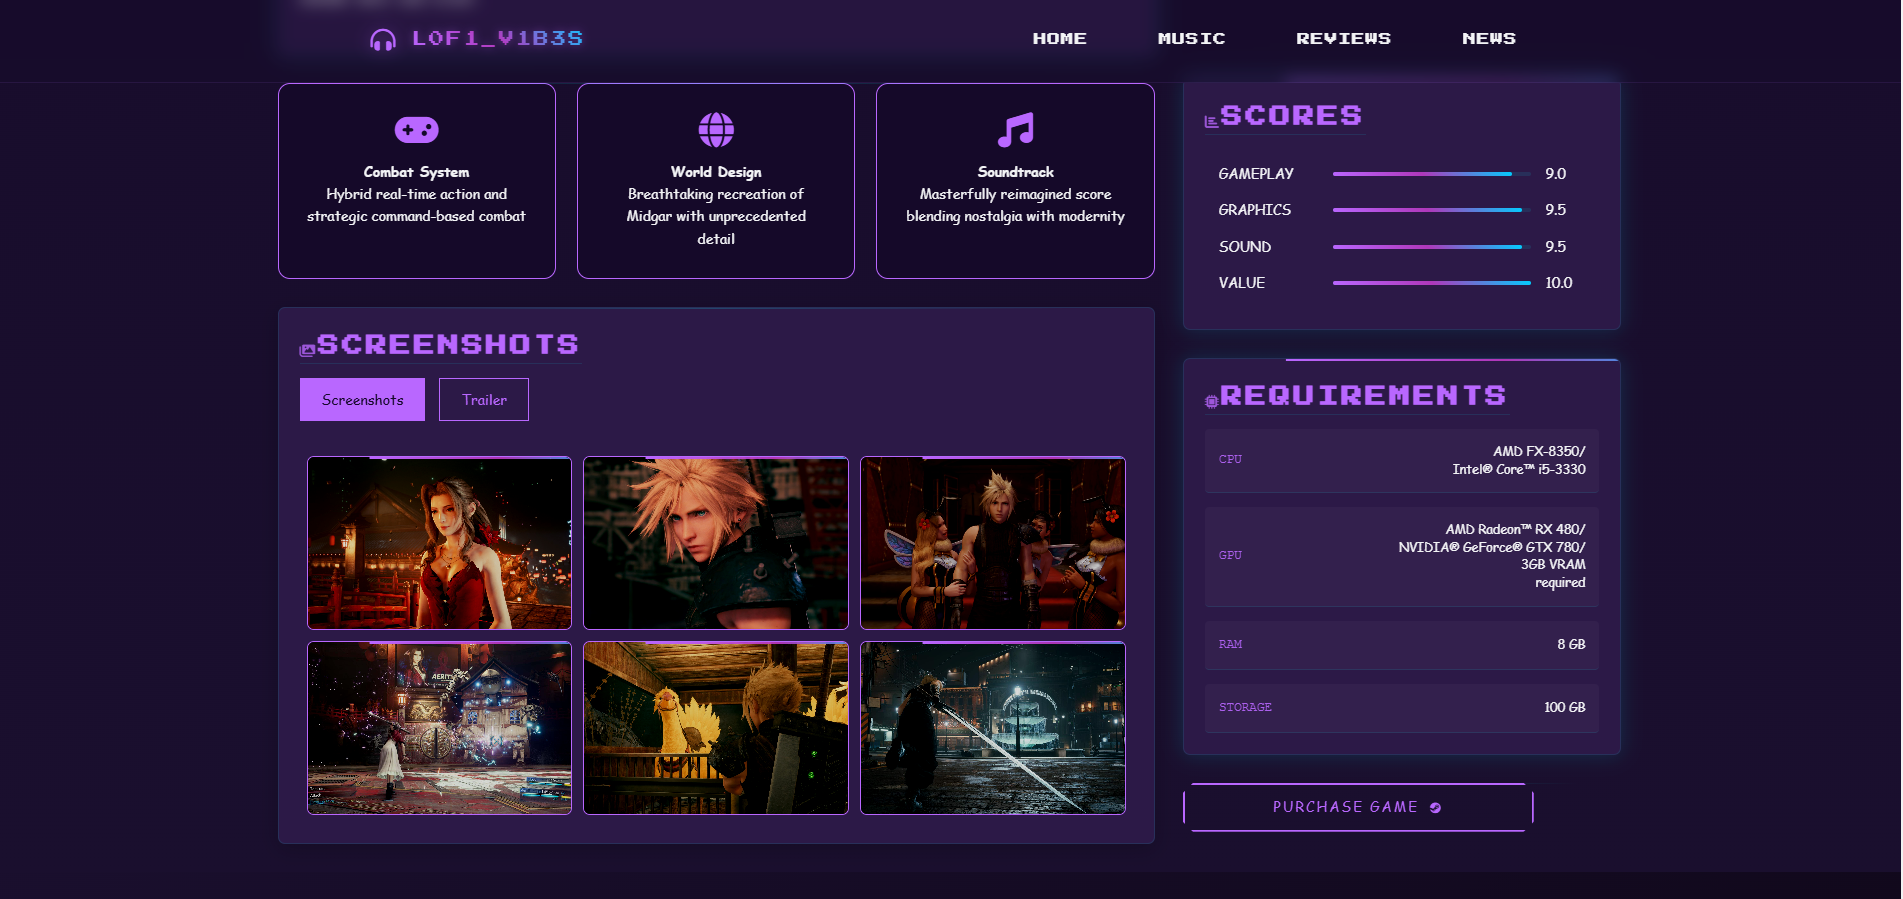 L0F1_V1B3S
HOME
MUSIC
REVIEWS
NEWS
Combat System
Hybrid real-time action and
strategic command-based combat
World Design
Breathtaking recreation of
Midgar with unprecedented
detail
Soundtrack
Masterfully reimagined score
blending nostalgia with modernity
SCREENSHOTS
Screenshots
Trailer
AERITH
SCORES
GAMEPLAY 9.0
GRAPHICS 9.5
SOUND 9.5
VALUE 10.0
REQUIREMENTS
CPU
AMD FX-8350/
Intel® Core™ i5-3330
GPU
AMD Radeon™ RX 480/
NVIDIA® GeForce® GTX 780/
3GB VRAM
required
RAM
8 GB
STORAGE
100 GB
PURCHASE GAME